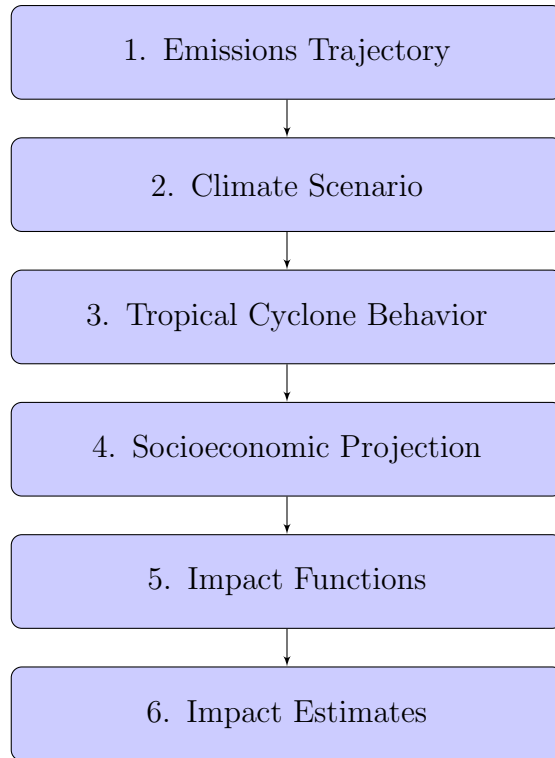 1. Emissions Trajectory
2. Climate Scenario
3. Tropical Cyclone Behavior
4. Socioeconomic Projection
5. Impact Functions
6. Impact Estimates